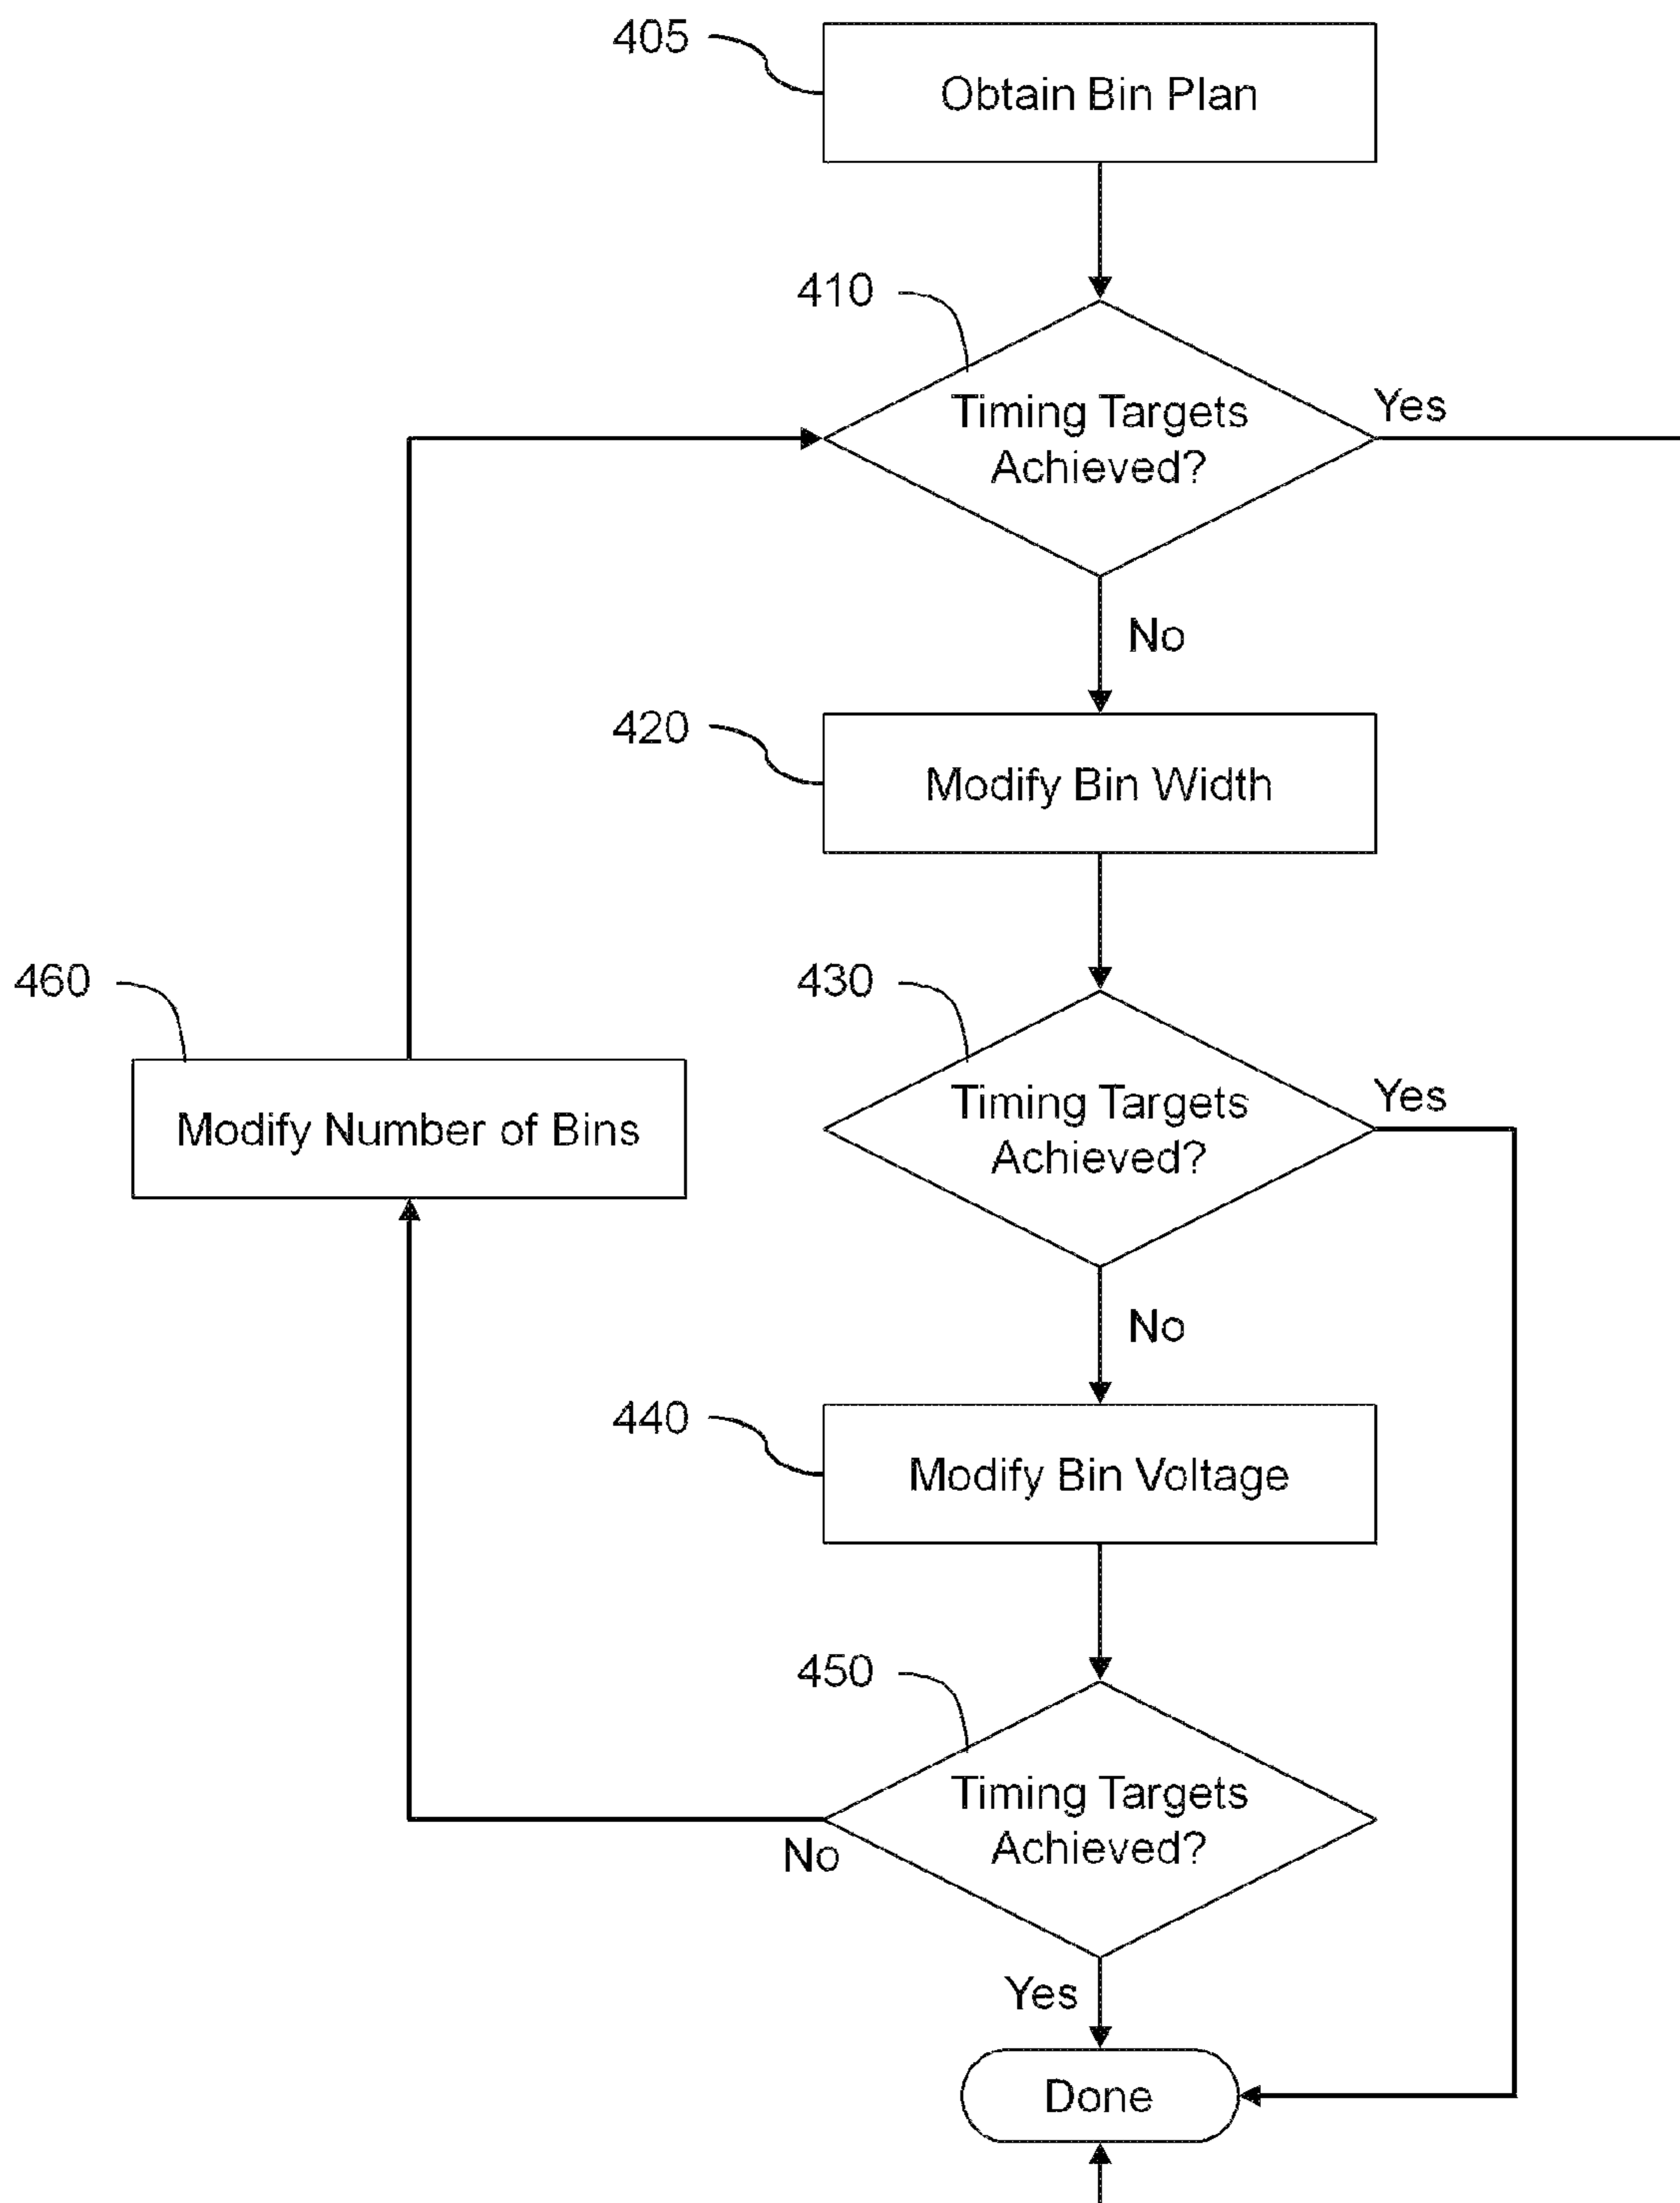 405
Obtain Bin Plan
410
Timing Targets
Achieved?
Yes
No
420
Modify Bin Width
460
Modify Number of Bins
430
Timing Targets
Achieved?
Yes
No
440
Modify Bin Voltage
450
Timing Targets
Achieved?
No
Yes
Done